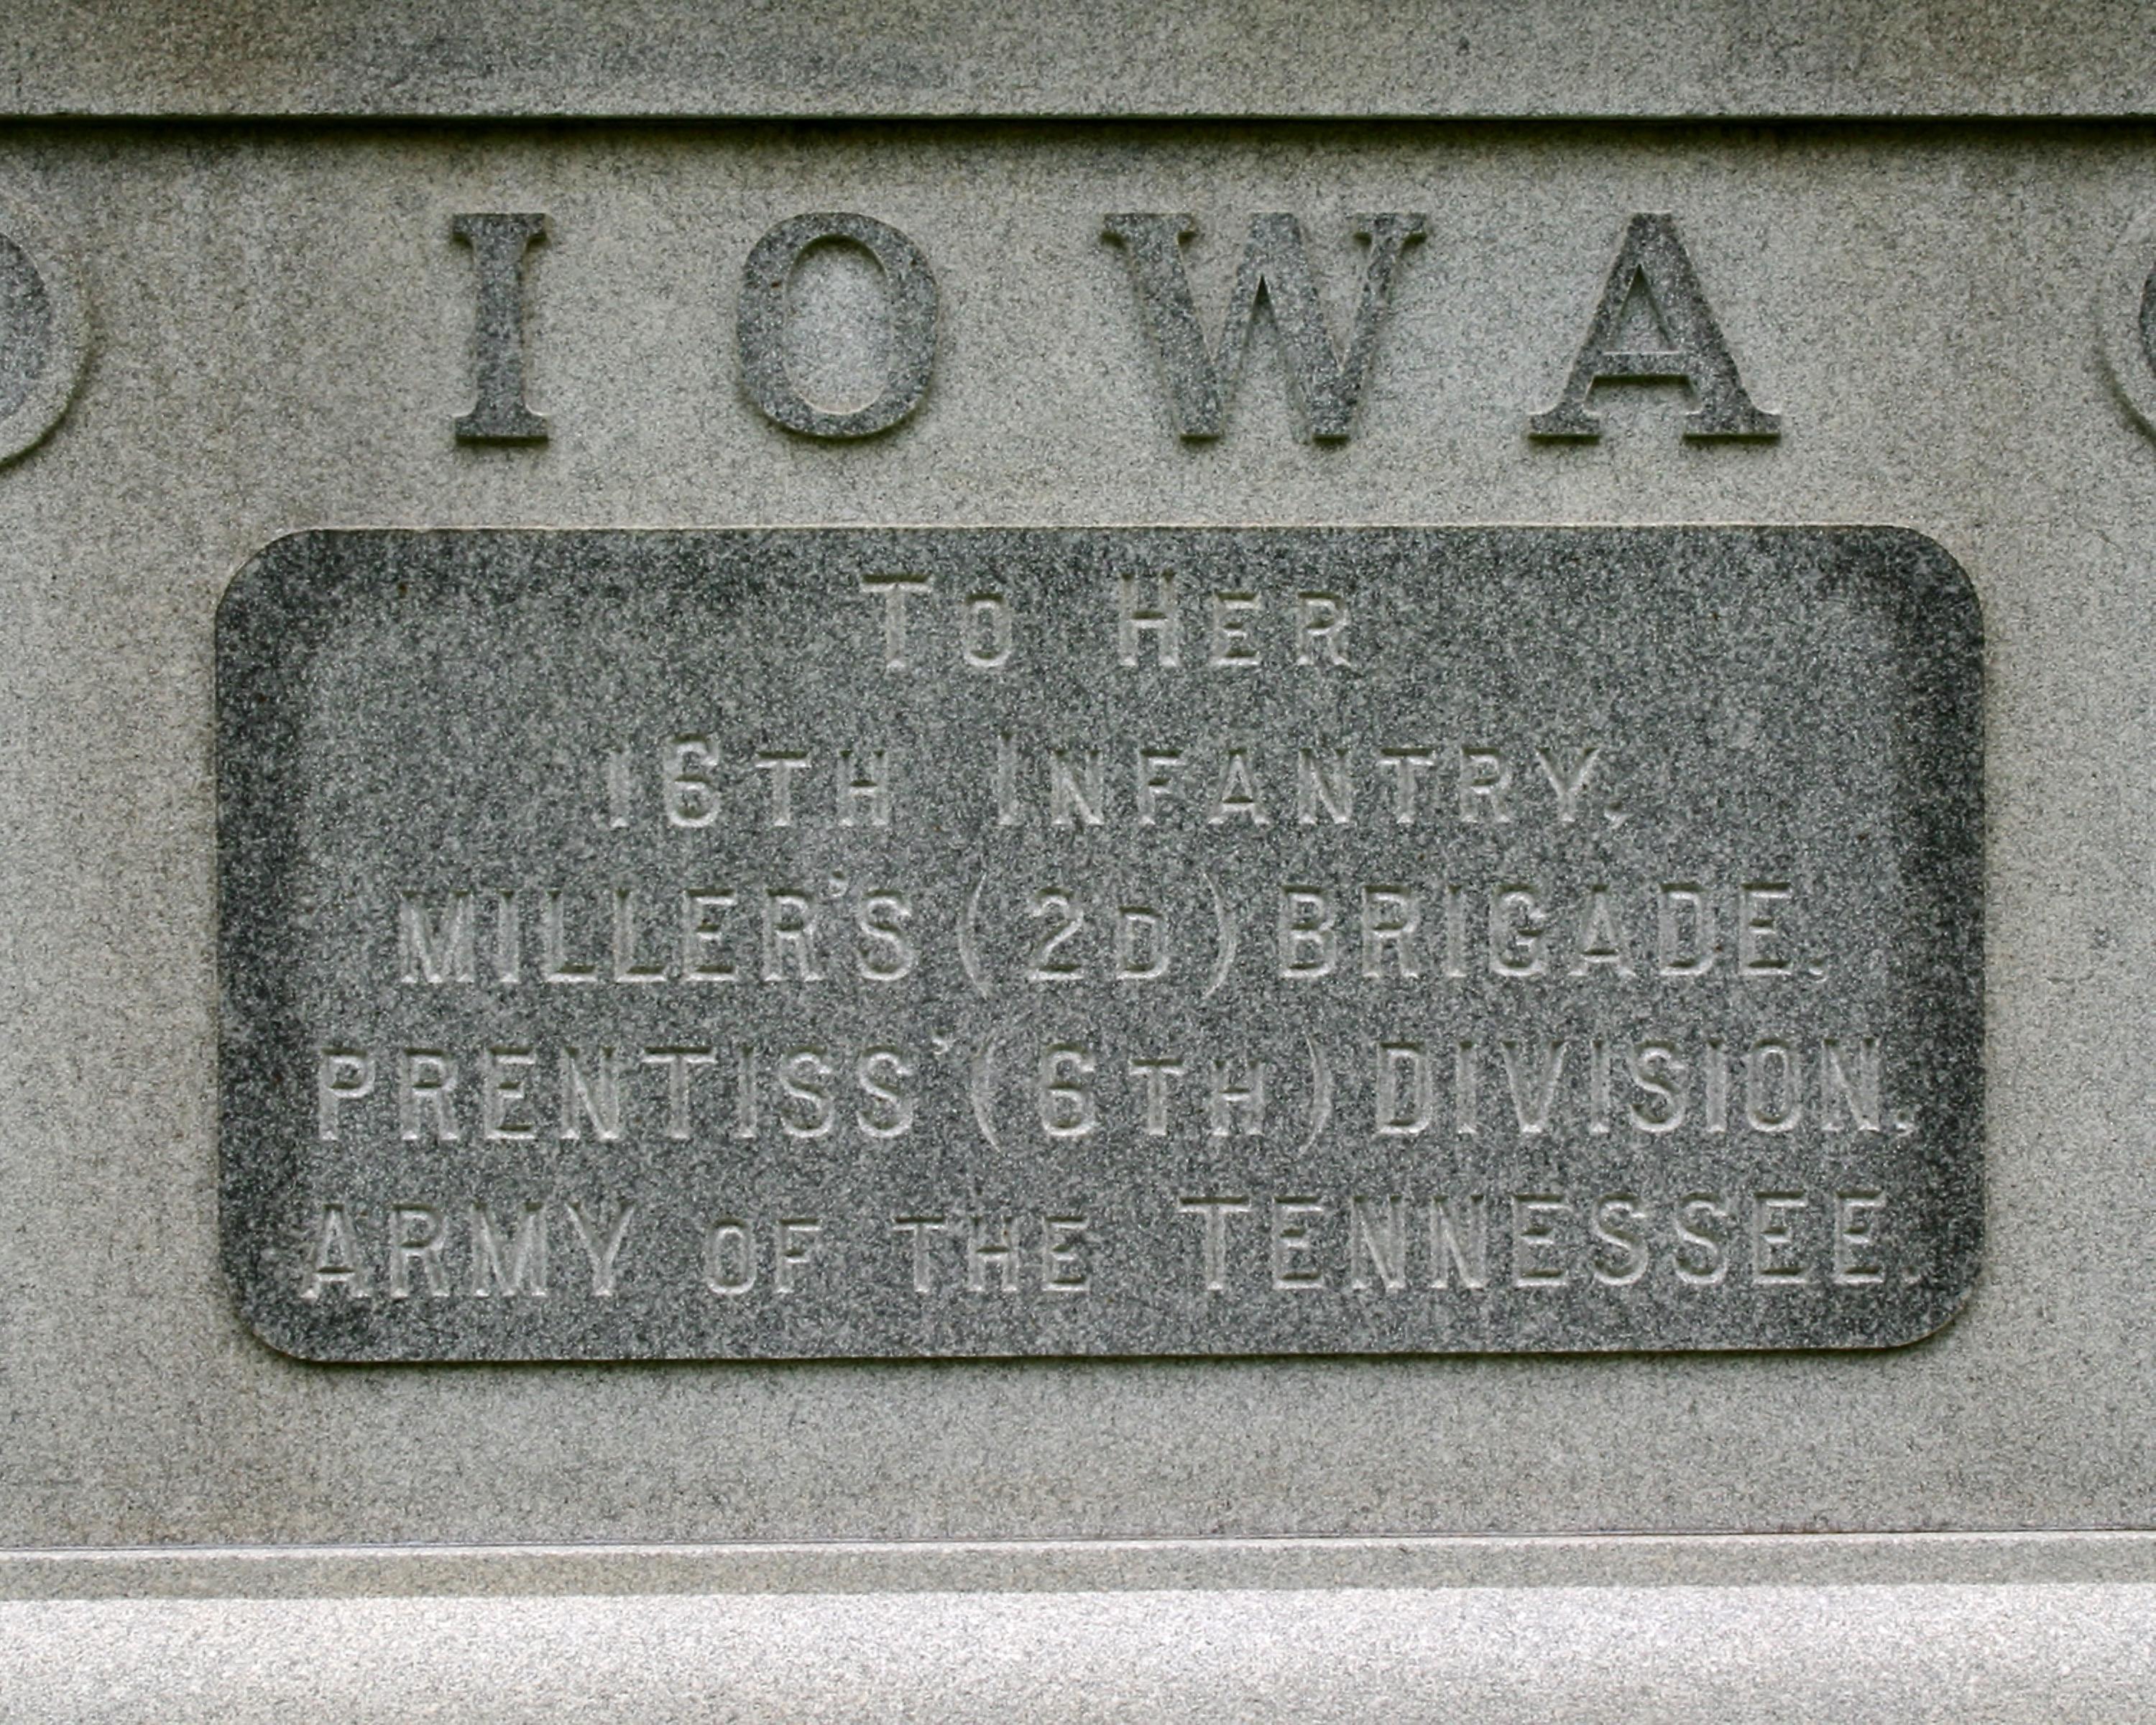 IOWA
TO HER
16TH INFANTRY,
MILLER'S (2D) BRIGADE,
PRENTISS' (6TH) DIVISION,
ARMY OF THE TENNESSEE.